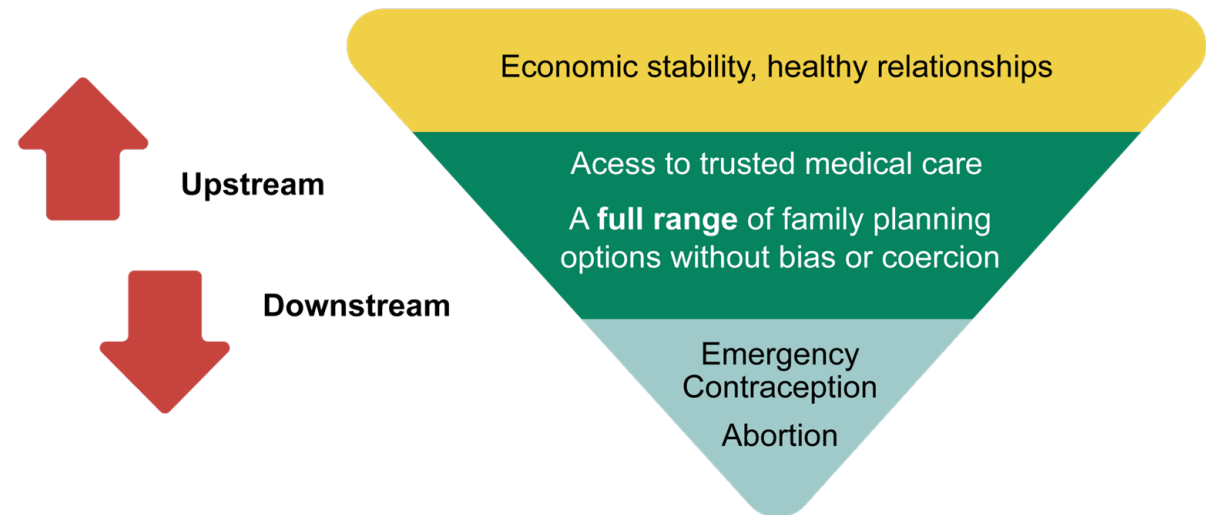 Economic stability, healthy relationships
Upstream
Acess to trusted medical care
A full range of family planning
options without bias or coercion
Downstream
Emergency
Contraception
Abortion